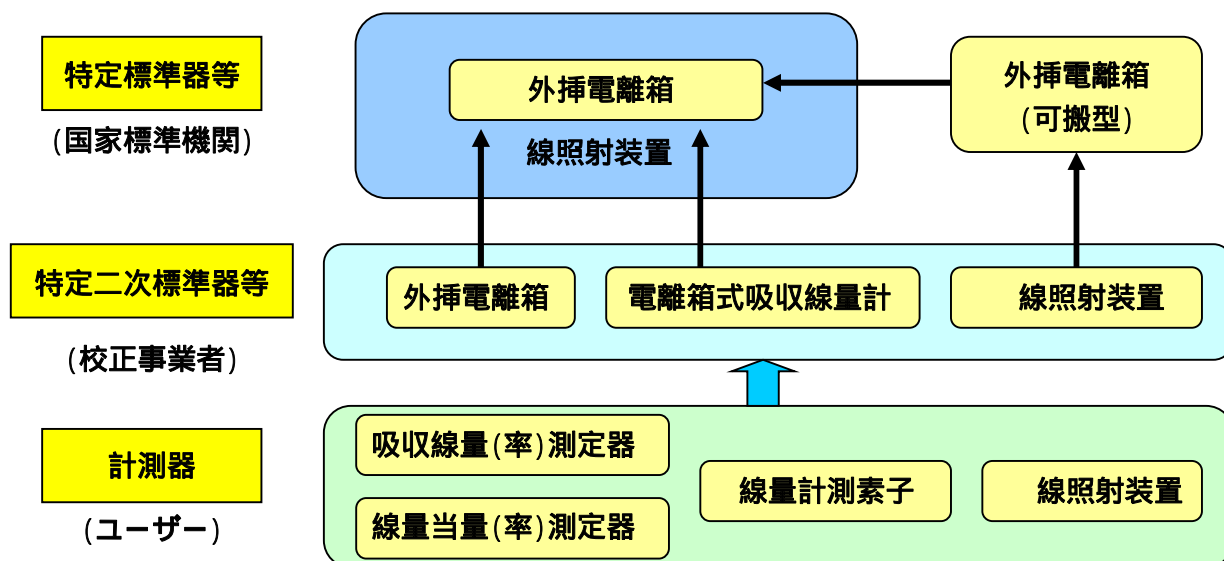 特定標準器等
(国家標準機関)
外挿電離箱
線照射装置
外挿電離箱
(可搬型)
特定二次標準器等
(校正事業者)
外挿電離箱
電離箱式吸収線量計
線照射装置
計測器
(ユーザー)
吸収線量(率)測定器
線量当量(率)測定器
線量計測素子
線照射装置